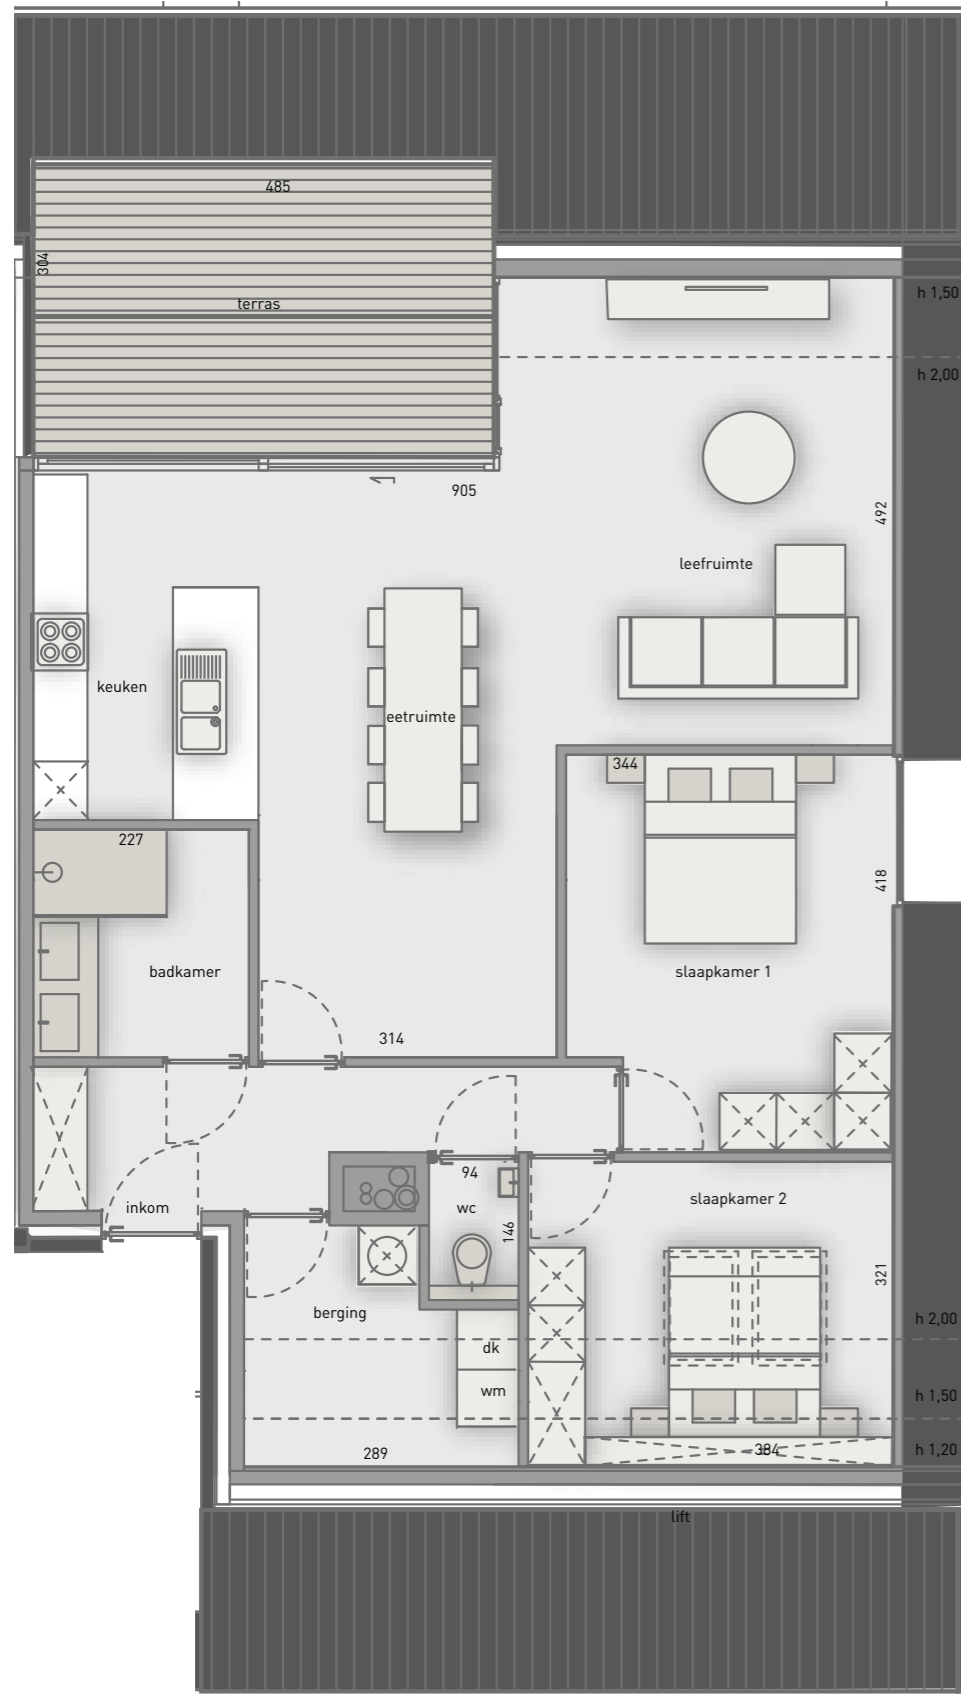 485
304
terras
h 1,50
h 2,00
905
492
leefruimte
keuken
eetruimte
344
227
418
badkamer
slaapkamer 1
314
94
slaapkamer 2
inkom
wc
146
321
berging
h 2,00
dk
wm
h 1,50
289
384
h 1,20
lift